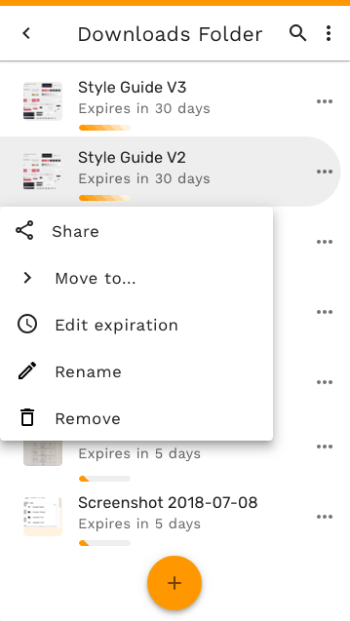 Downloads Folder
Style Guide V3
Expires in 30 days
Style Guide V2
Expires in 30 days
Share
Move to...
Edit expiration
Rename
Remove
Expires in 5 days
Screenshot 2018-07-08
Expires in 5 days